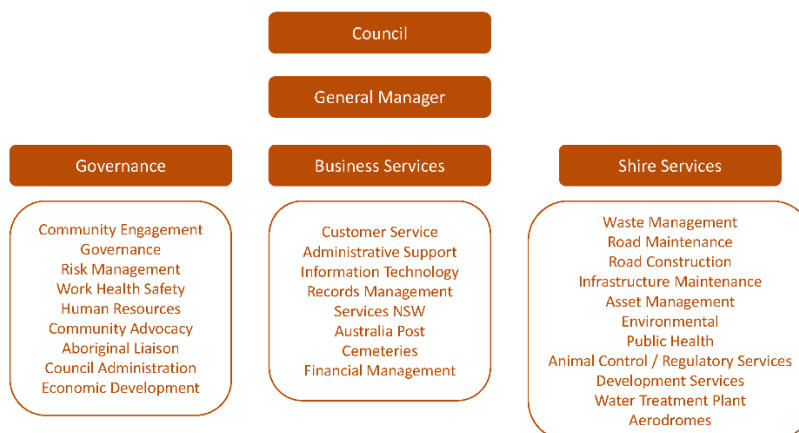 Council
General Manager
Governance
Business Services
Shire Services
Community Engagement
Governance
Risk Management
Work Health Safety
Human Resources
Community Advocacy
Aboriginal Liaison
Council Administration
Economic Development
Customer Service
Administrative Support
Information Technology
Records Management
Services NSW
Australia Post
Cemeteries
Financial Management
Waste Management
Road Maintenance
Road Construction
Infrastructure Maintenance
Asset Management
Environmental
Public Health
Animal Control / Regulatory Services
Development Services
Water Treatment Plant
Aerodromes